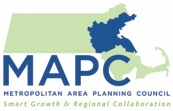 MAPC
METROPOLITAN AREA PLANNING COUNCIL
Smart Growth & Regional Collaboration